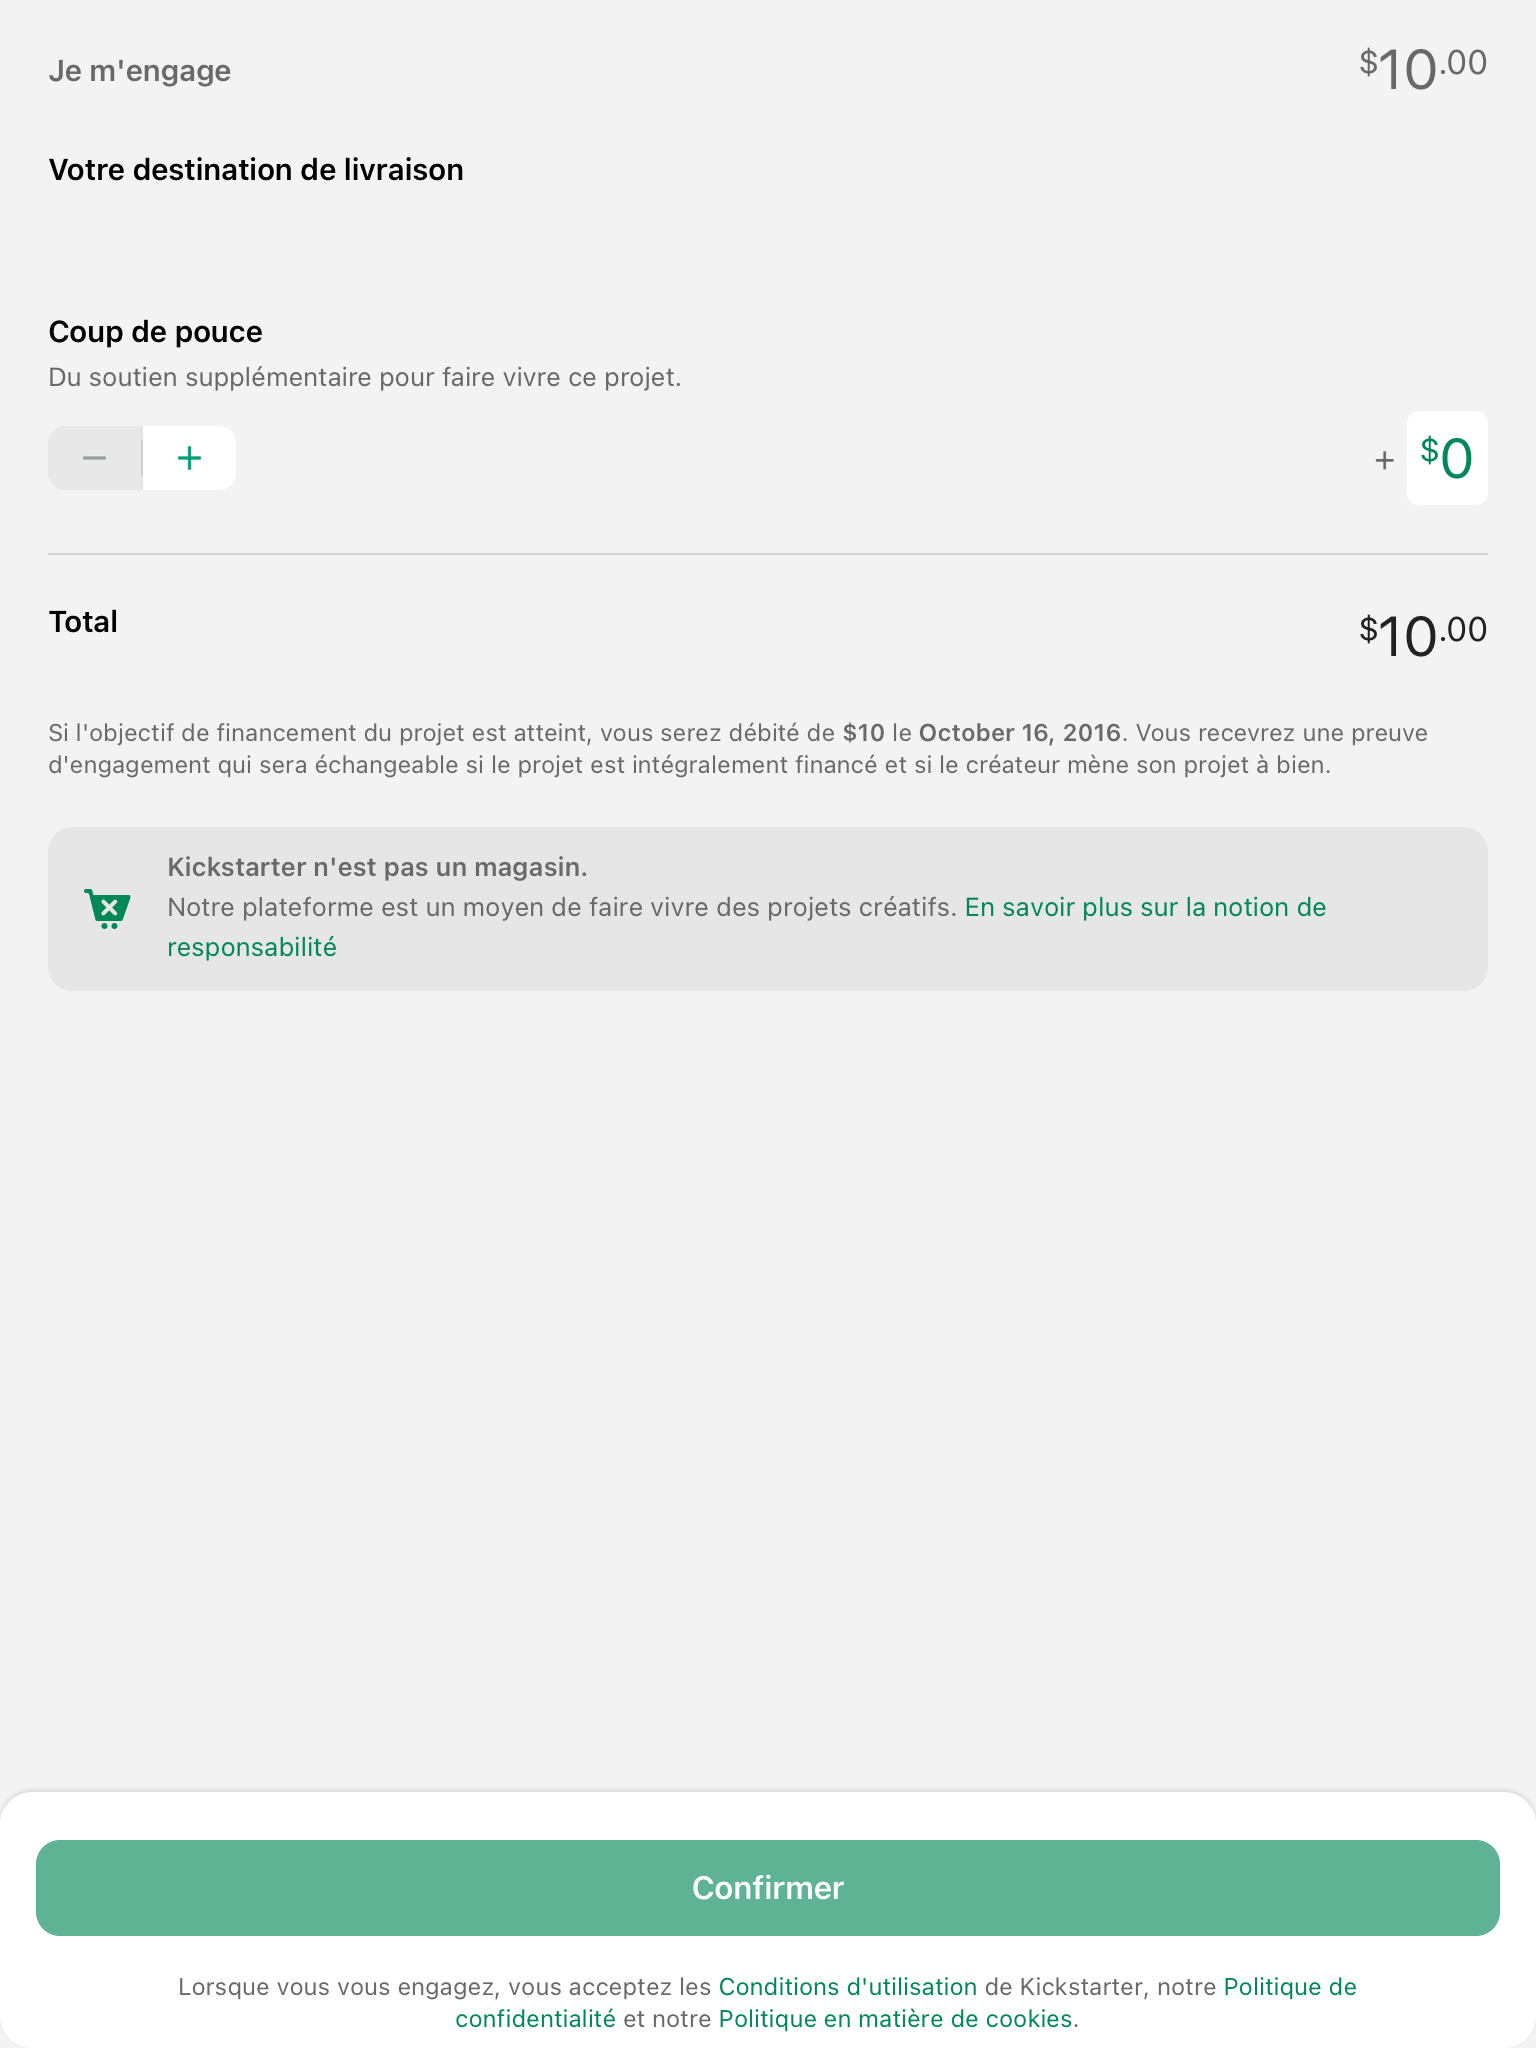 Je m'engage
$10.00
Votre destination de livraison
Coup de pouce
Du soutien supplémentaire pour faire vivre ce projet.
− +
+ $0
Total
$10.00
Si l'objectif de financement du projet est atteint, vous serez débité de $10 le October 16, 2016. Vous recevrez une preuve
d'engagement qui sera échangeable si le projet est intégralement financé et si le créateur mène son projet à bien.
Kickstarter n'est pas un magasin.
Notre plateforme est un moyen de faire vivre des projets créatifs. En savoir plus sur la notion de
responsabilité
Confirmer
Lorsque vous vous engagez, vous acceptez les Conditions d'utilisation de Kickstarter, notre Politique de
confidentialité et notre Politique en matière de cookies.